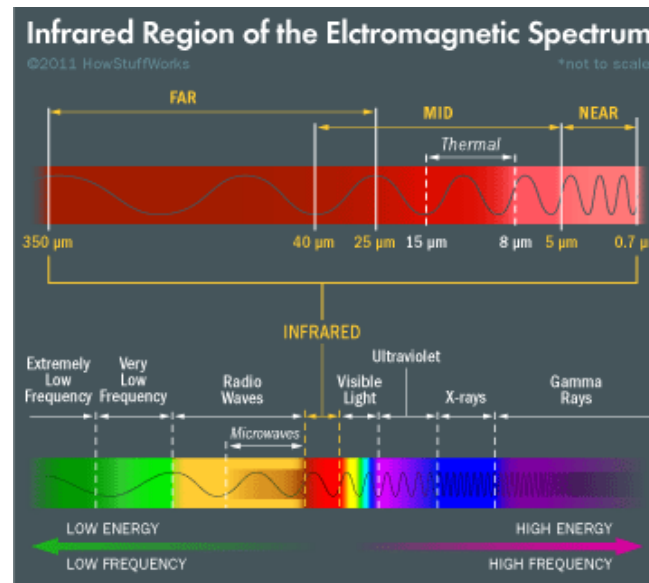 Infrared Region of the Elctromagnetic Spectrum
©2011 HowStuffWorks *not to scale
FAR
MID NEAR
Thermal
350 µm 40 µm 25 µm 15 µm 8 µm 5 µm 0.7 µ
INFRARED
Extremely Low Frequency
Very Low Frequency
Radio Waves
Microwaves
Visible Light
Ultraviolet
X-rays
Gamma Rays
LOW ENERGY HIGH ENERGY
LOW FREQUENCY HIGH FREQUENCY